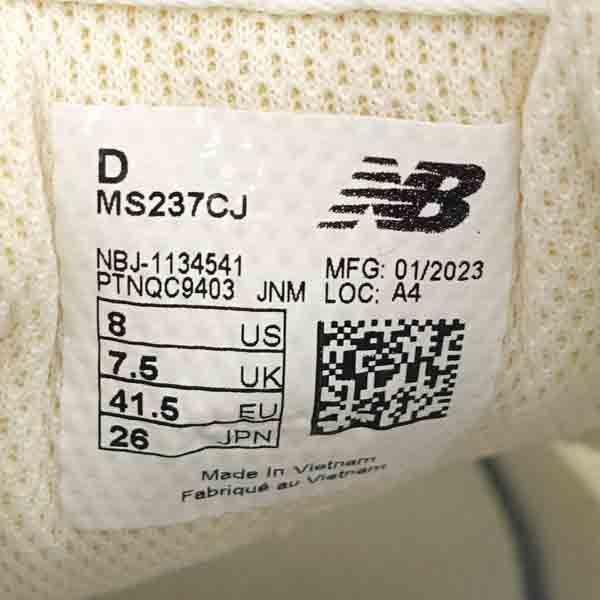 D
MS237CJ
NB
NBJ-1134541
PTNQC9403 JNM
MFG: 01/2023
LOC: A4
8 US
7.5 UK
41.5 EU
26 JPN
Made In Vietnam
Fabriqué au Vietnam